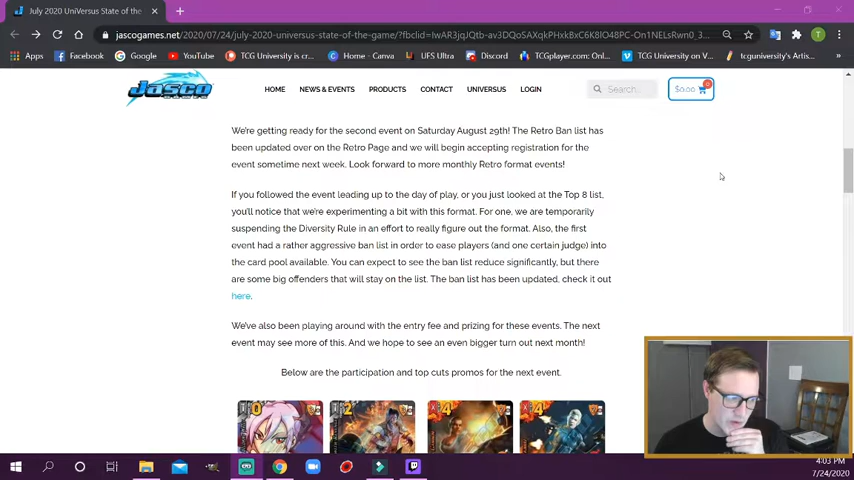 July 2020 UniVersus State of the
jascogames.com/2020/07/24/july-2020-universus-state-of-the-game/?fbclid=IwAR3jqJQtb-av3DQoSAXqkPHxkBxC6K8IO48PC-On1NELsRwn0_3...
Apps Facebook Google YouTube TCG University is cr... Home - Canva UFS Ultra Discord TCGplayer.com: Onl... TCG University on V... tcguniversity's Artis...
JASCO GAMES HOME NEWS & EVENTS PRODUCTS CONTACT UNIVERSUS LOGIN Search... $0.00 0
We're getting ready for the second event on Saturday August 29th! The Retro Ban list has
been updated over on the Retro Page and we will begin accepting registration for the
event sometime next week. Look forward to more monthly Retro format events!
If you followed the event leading up to the day of play, or you just looked at the Top 8 list,
you'll notice that we're experimenting a bit with this format. For one, we are temporarily
suspending the Diversity Rule in an effort to really figure out the format. Also, the first
event had a rather aggressive ban list in order to ease players (and one certain judge) into
the card pool available. You can expect to see the ban list reduce significantly, but there
are some big offenders that will stay on the list. The ban list has been updated, check it out
here.
We've also been playing around with the entry fee and prizing for these events. The next
event may see more of this. And we hope to see an even bigger turn out next month!
Below are the participation and top cuts promos for the next event.
0 2 4 4
4:03 PM
7/24/2020